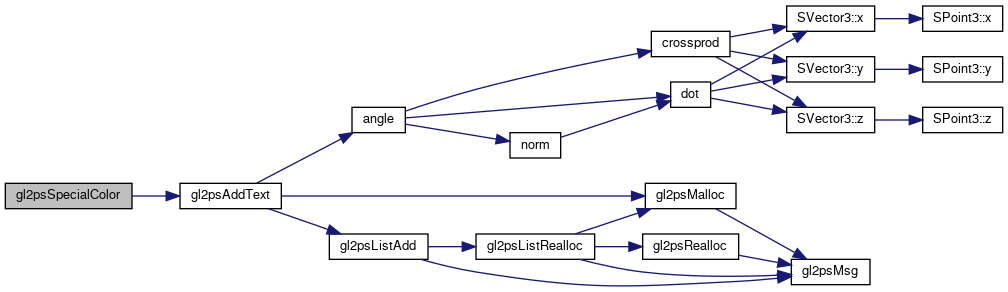 gl2psSpecialColor
gl2psAddText
angle
crossprod
dot
norm
SVector3::x
SPoint3::x
SVector3::y
SPoint3::y
SVector3::z
SPoint3::z
gl2psMalloc
gl2psListAdd
gl2psListRealloc
gl2psRealloc
gl2psMsg